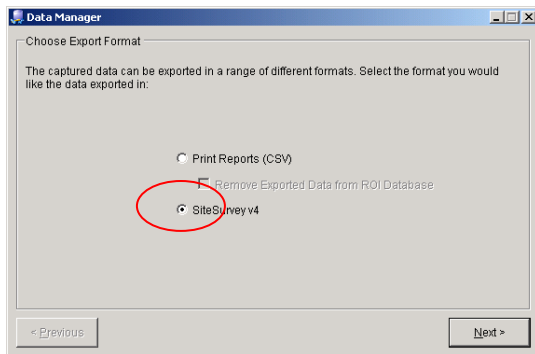 Data Manager
Choose Export Format
The captured data can be exported in a range of different formats. Select the format you would
like the data exported in:
Print Reports (CSV)
Remove Exported Data from ROI Database
SiteSurvey v4
< Previous
Next >